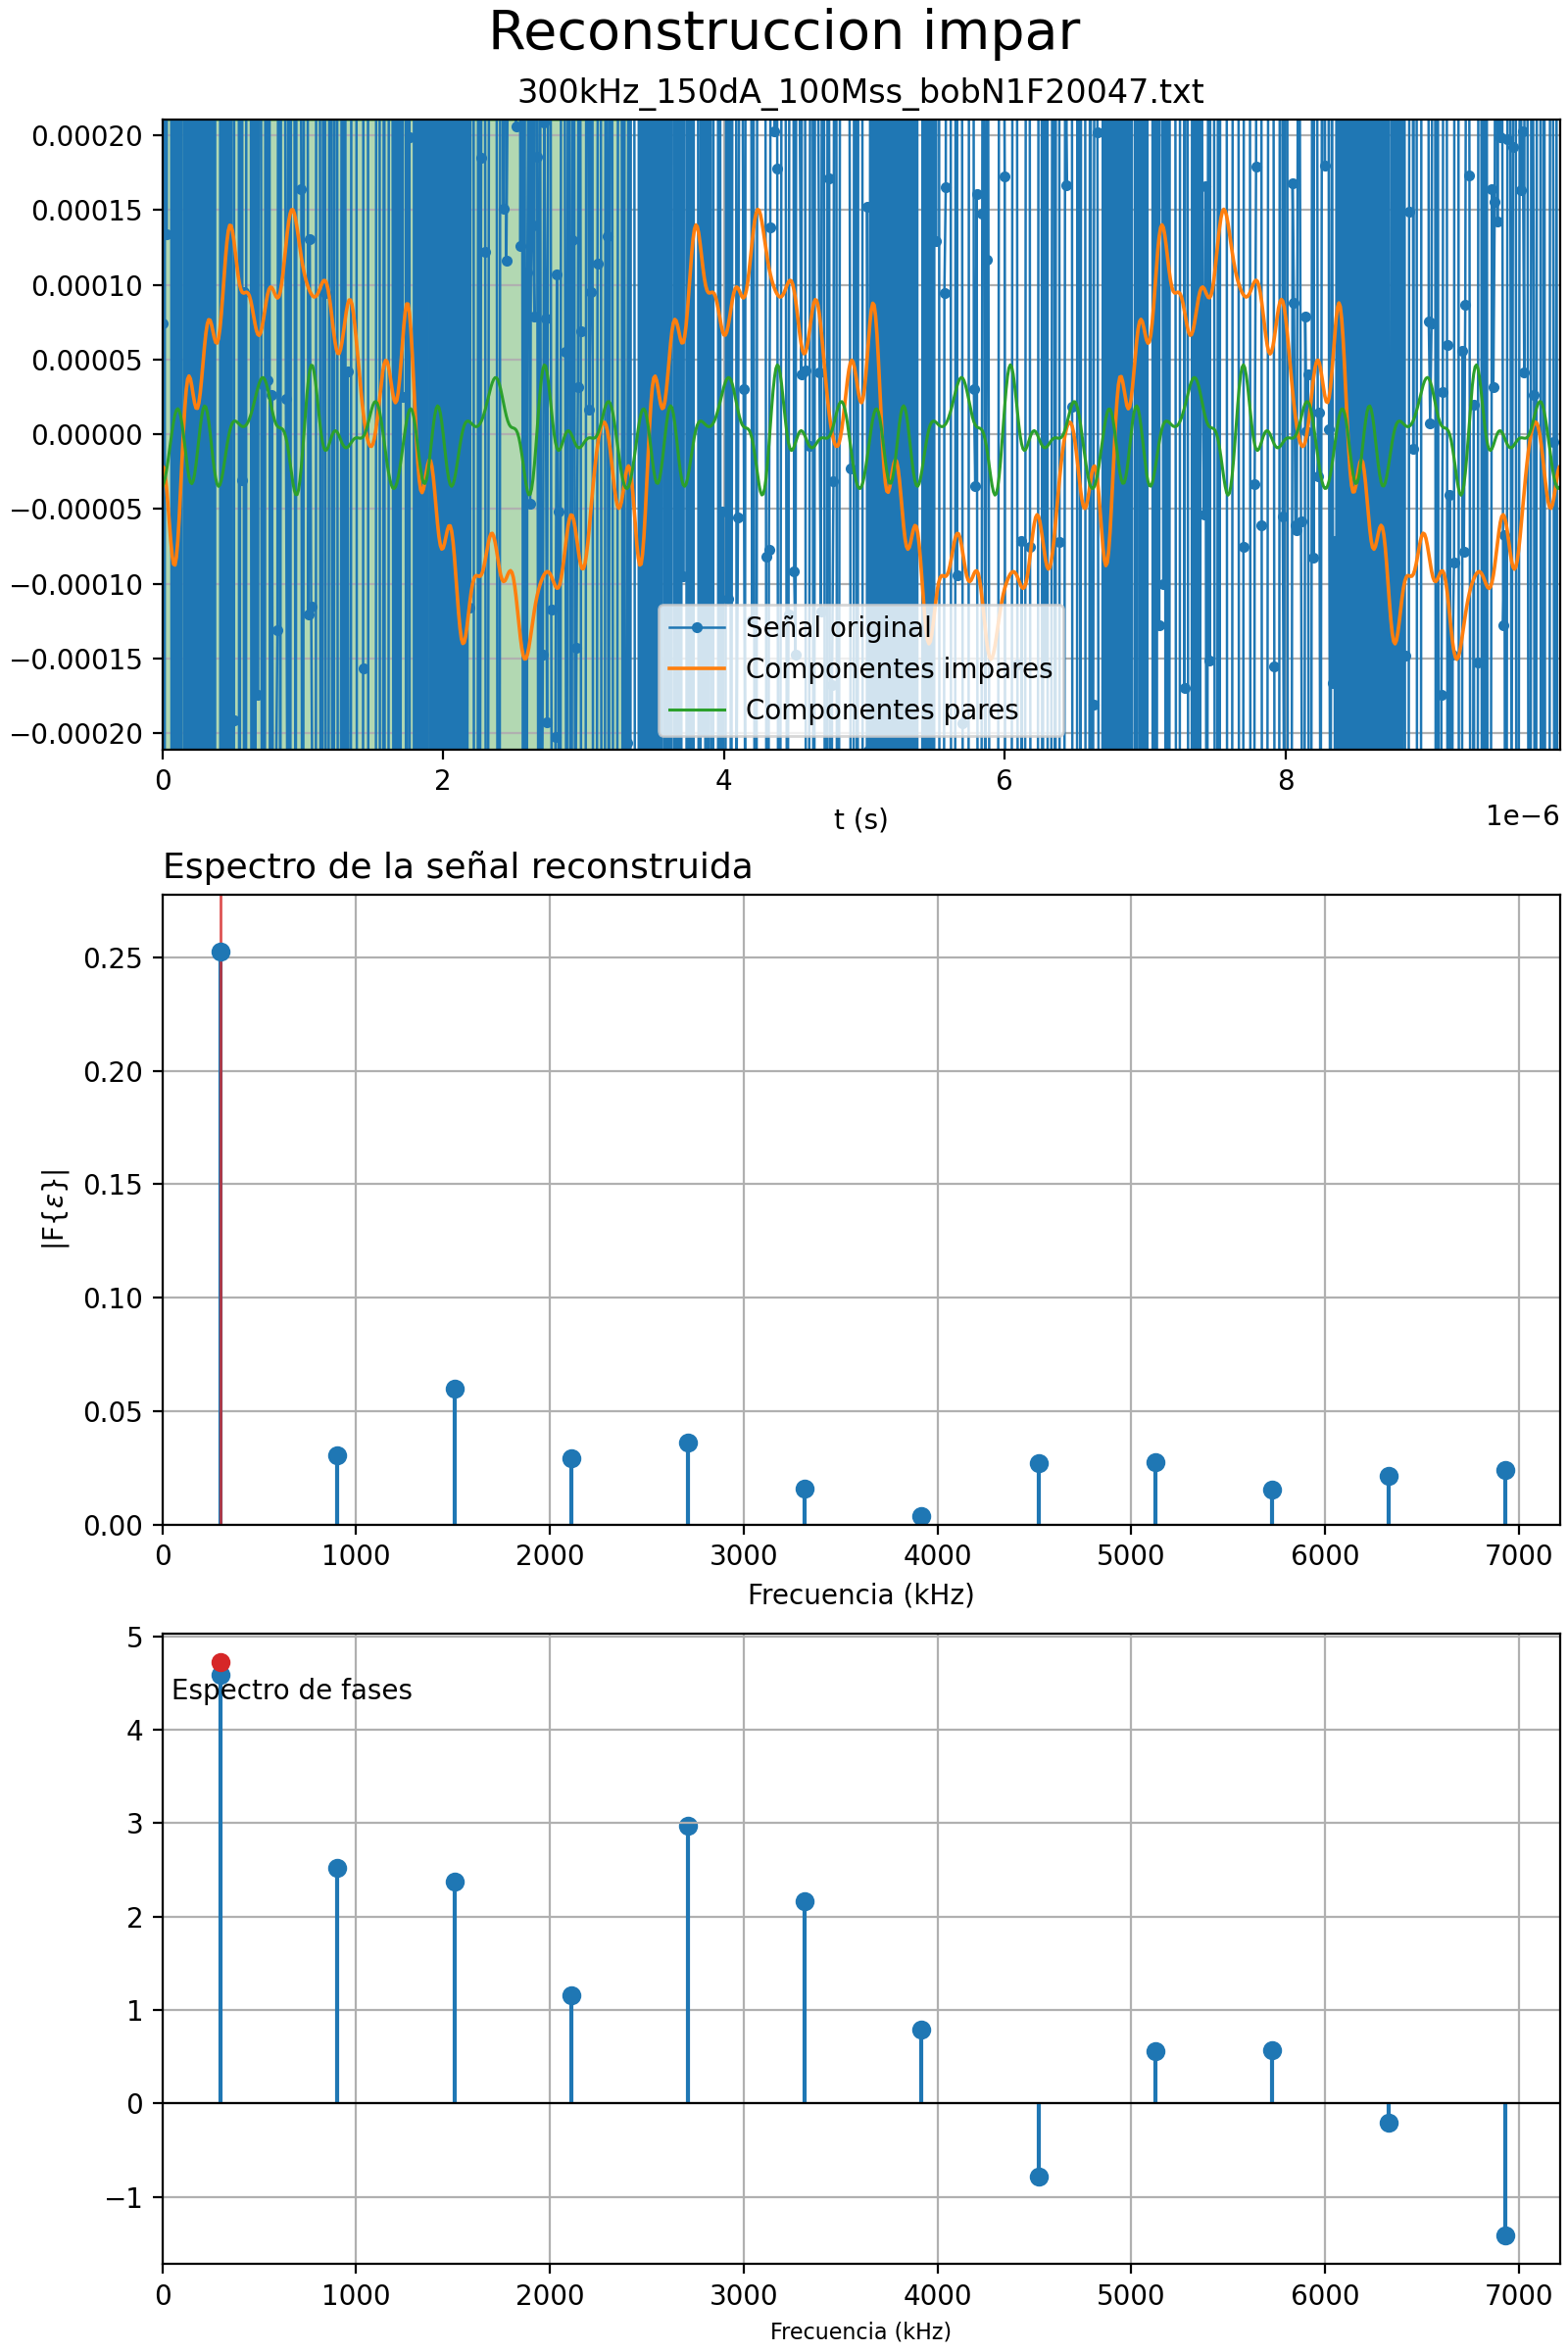 Reconstruccion impar
300kHz_150dA_100Mss_bobN1F20047.txt
0.00020
0.00015
0.00010
0.00005
0.00000
−0.00005
−0.00010
−0.00015
−0.00020
Señal original
Componentes impares
Componentes pares
0 2 4 6 8
1e−6
t (s)
Espectro de la señal reconstruida
0.25
0.20
0.15
0.10
0.05
0.00
|F{ε}|
0 1000 2000 3000 4000 5000 6000 7000
Frecuencia (kHz)
5
Espectro de fases
4
3
2
1
0
−1
0 1000 2000 3000 4000 5000 6000 7000
Frecuencia (kHz)